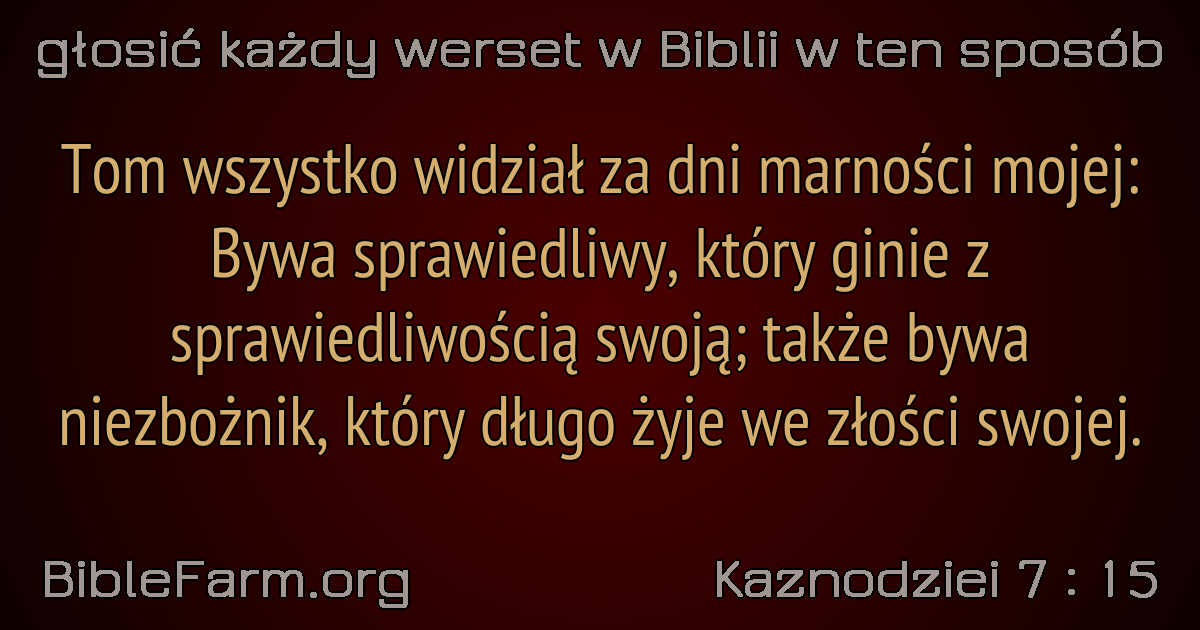 głosić każdy werset w Biblii w ten sposób
Tom wszystko widział za dni marności mojej:
Bywa sprawiedliwy, który ginie z
sprawiedliwością swoją; także bywa
niezbożnik, który długo żyje we złości swojej.
BibleFarm.org
Kaznodziei 7 : 15